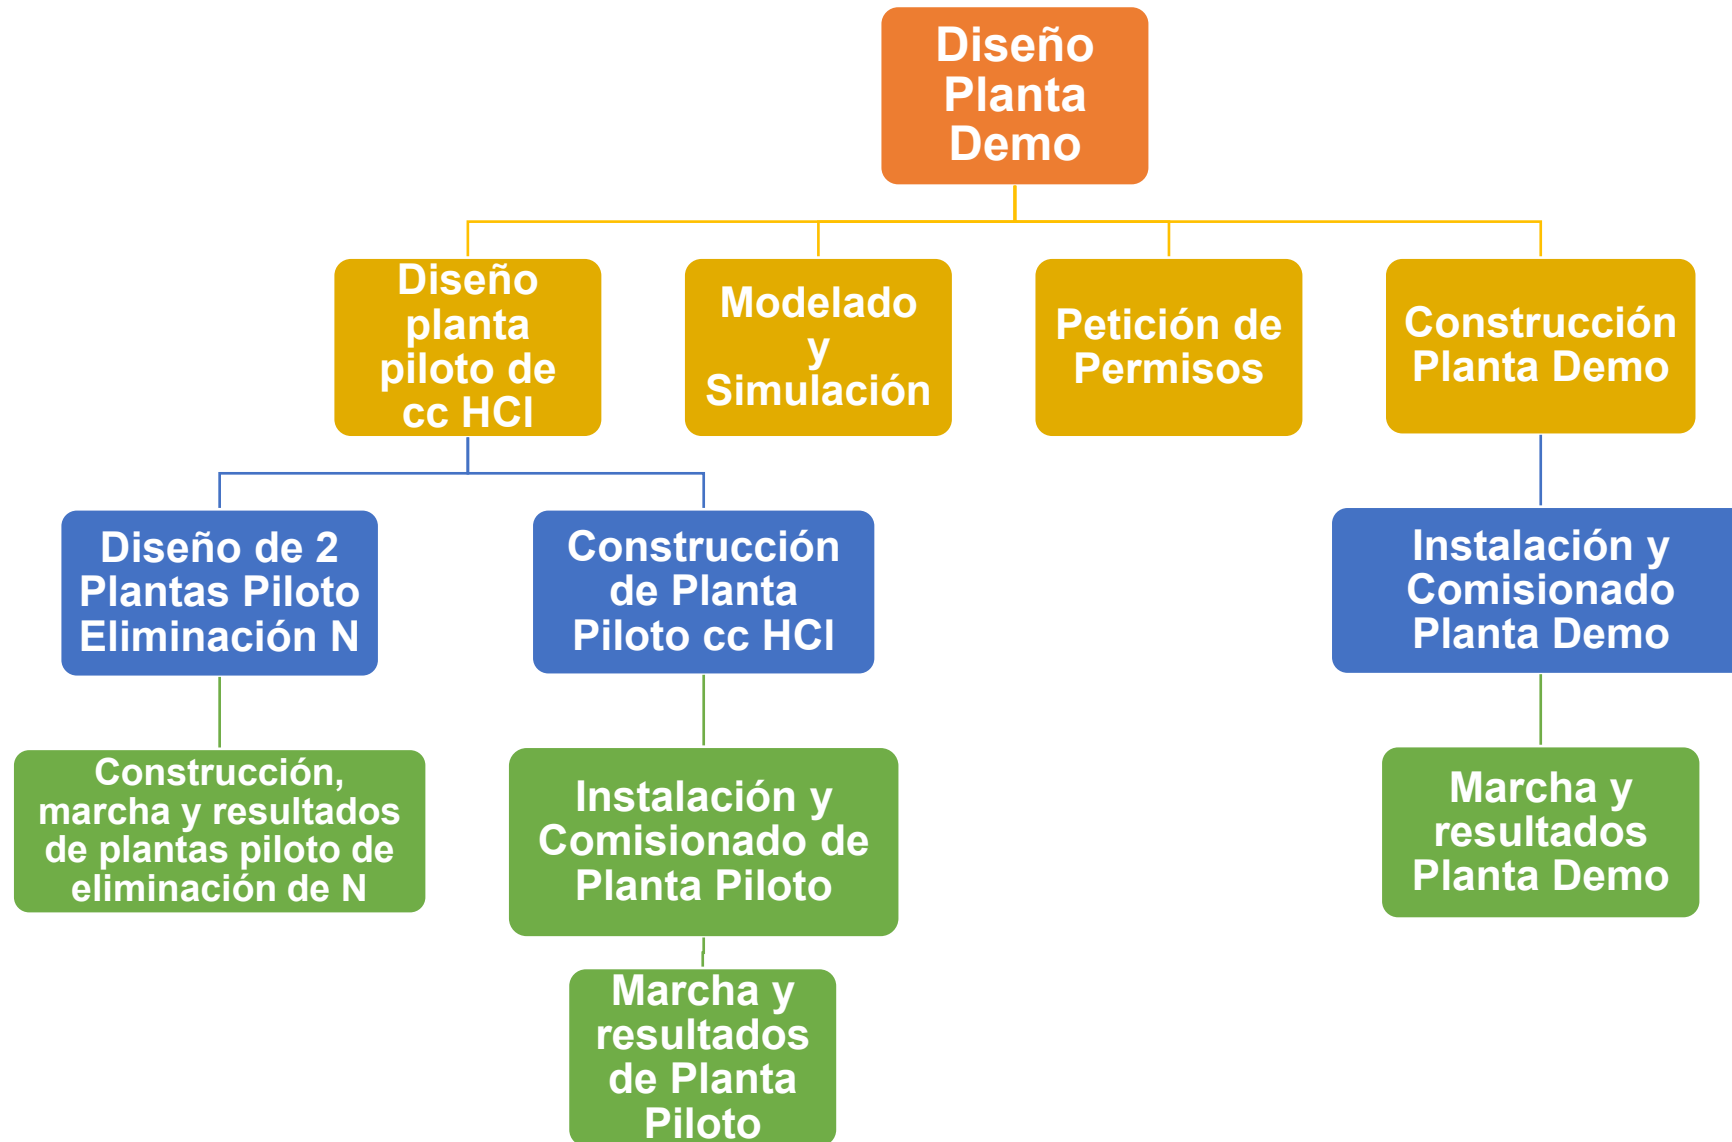 Diseño
Planta
Demo
Diseño
planta
piloto de
cc HCl
Modelado
y
Simulación
Petición de
Permisos
Construcción
Planta Demo
Diseño de 2
Plantas Piloto
Eliminación N
Construcción
de Planta
Piloto cc HCl
Instalación y
Comisionado
Planta Demo
Construcción,
marcha y resultados
de plantas piloto de
eliminación de N
Instalación y
Comisionado de
Planta Piloto
Marcha y
resultados
Planta Demo
Marcha y
resultados
de Planta
Piloto